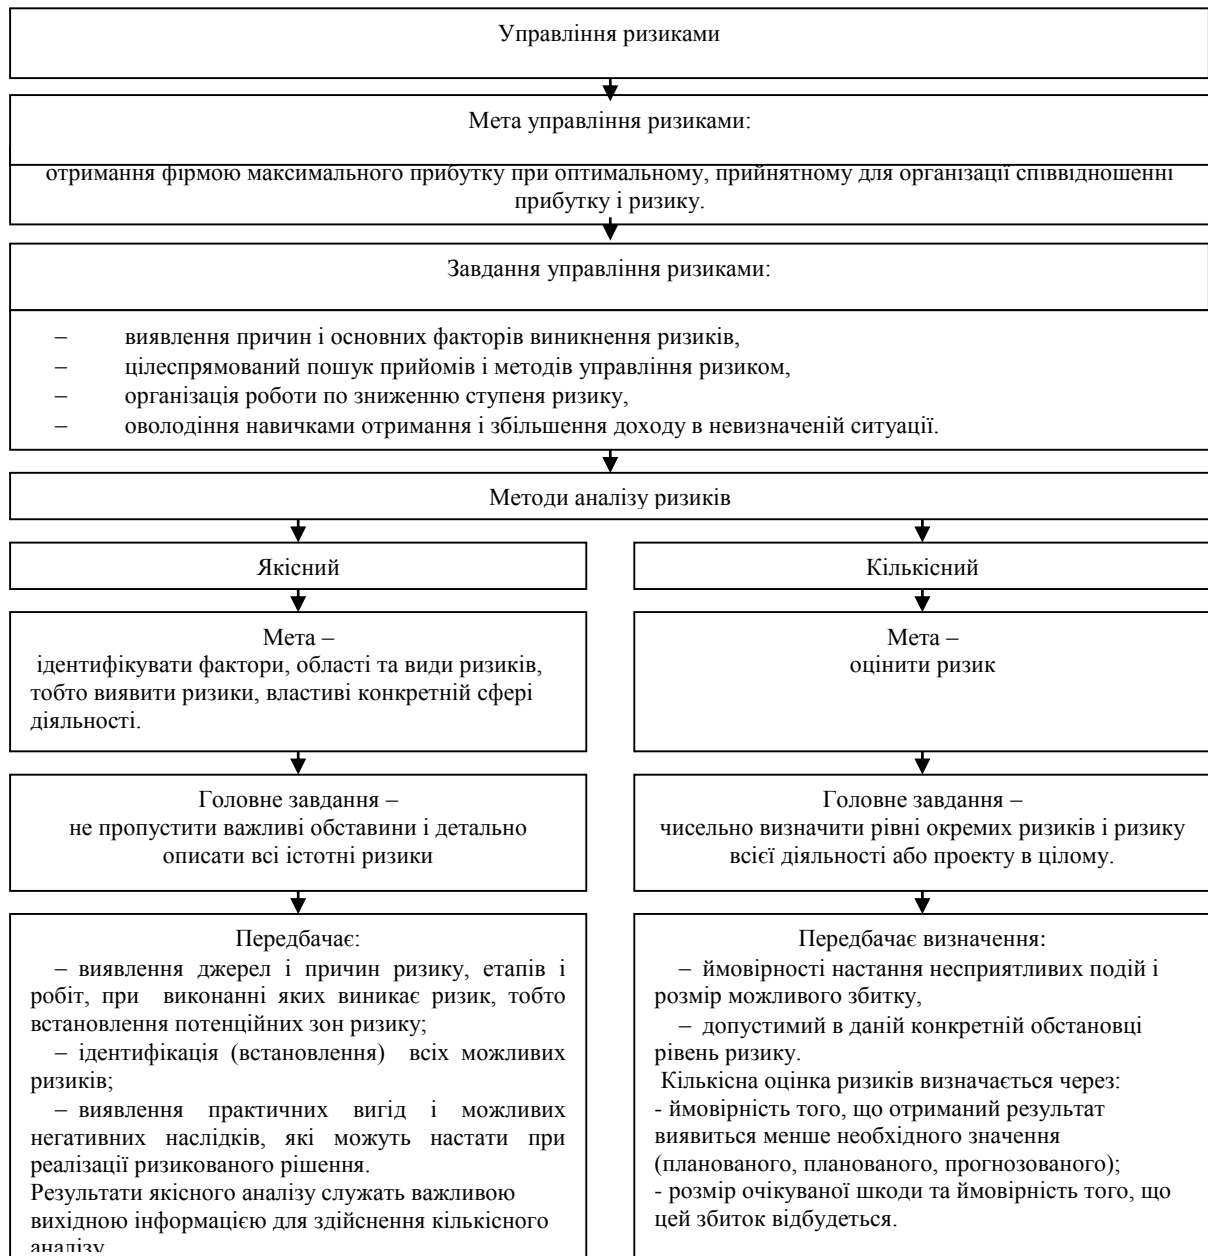 Управління ризиками
Мета управління ризиками:
отримання фірмою максимального прибутку при оптимальному, прийнятному для організації співвідношенні
прибутку і ризику.
Завдання управління ризиками:
– виявлення причин і основних факторів виникнення ризиків,
– цілеспрямований пошук прийомів і методів управління ризиком,
– організація роботи по зниженню ступеня ризику,
– оволодіння навичками отримання і збільшення доходу в невизначеній ситуації.
Методи аналізу ризиків
Якісний
Мета –
ідентифікувати фактори, області та види ризиків,
тобто виявити ризики, властиві конкретній сфері
діяльності.
Головне завдання –
не пропустити важливі обставини і детально
описати всі істотні ризики
Передбачає:
– виявлення джерел і причин ризику, етапів і
робіт, при виконанні яких виникає ризик, тобто
встановлення потенційних зон ризику;
– ідентифікація (встановлення) всіх можливих
ризиків;
– виявлення практичних вигід і можливих
негативних наслідків, які можуть настати при
реалізації ризикованого рішення.
Результати якісного аналізу служать важливою
вихідною інформацією для здійснення кількісного
аналізу
Кількісний
Мета –
оцінити ризик
Головне завдання –
чисельно визначити рівні окремих ризиків і ризику
всієї діяльності або проекту в цілому.
Передбачає визначення:
– ймовірності настання несприятливих подій і
розмір можливого збитку,
– допустимий в даній конкретній обстановці
рівень ризику.
Кількісна оцінка ризиків визначається через:
- ймовірність того, що отриманий результат
виявиться менше необхідного значення
(планованого, планованого, прогнозованого);
- розмір очікуваної шкоди та ймовірність того, що
цей збиток відбудеться.